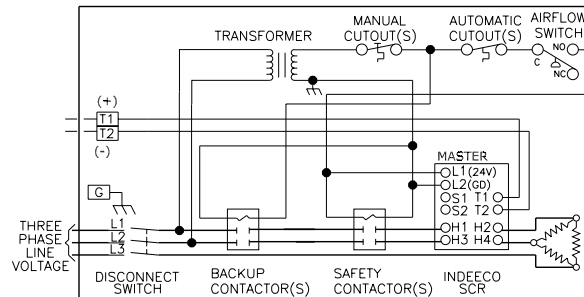 TRANSFORMER
MANUAL
CUTOUT(S)
AUTOMATIC
CUTOUT(S)
AIRFLOW
SWITCH
NO
C
NC
(+)
T1
T2
(-)
G
MASTER
L1 (24V)
L2 (GD)
S1 T1
S2 T2
H1 H2
H3 H4
THREE
PHASE
LINE
VOLTAGE
L1
L2
L3
DISCONNECT
SWITCH
BACKUP
CONTACTOR(S)
SAFETY
CONTACTOR(S)
INDEECO
SCR